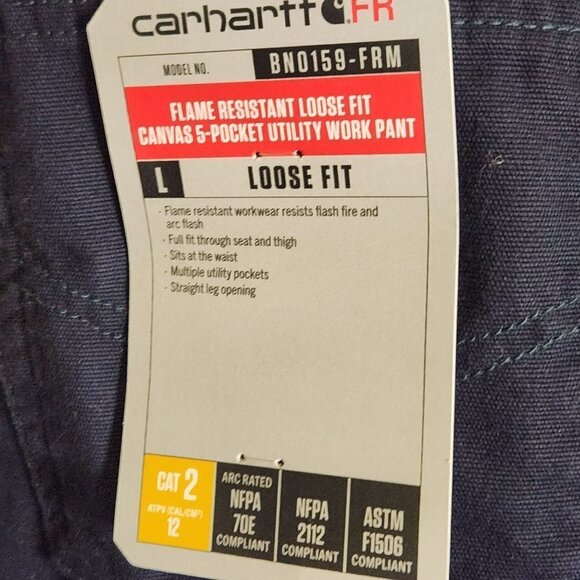 carhartt FR
MODEL NO. BN0159-FRM
FLAME RESISTANT LOOSE FIT
CANVAS 5-POCKET UTILITY WORK PANT
L LOOSE FIT
· Flame resistant workwear resists flash fire and
arc flash
· Full fit through seat and thigh
· Sits at the waist
· Multiple utility pockets
· Straight leg opening
CAT 2
ATPV (CAL/CM²)
12
ARC RATED
NFPA
70E
COMPLIANT
NFPA
2112
COMPLIANT
ASTM
F1506
COMPLIANT